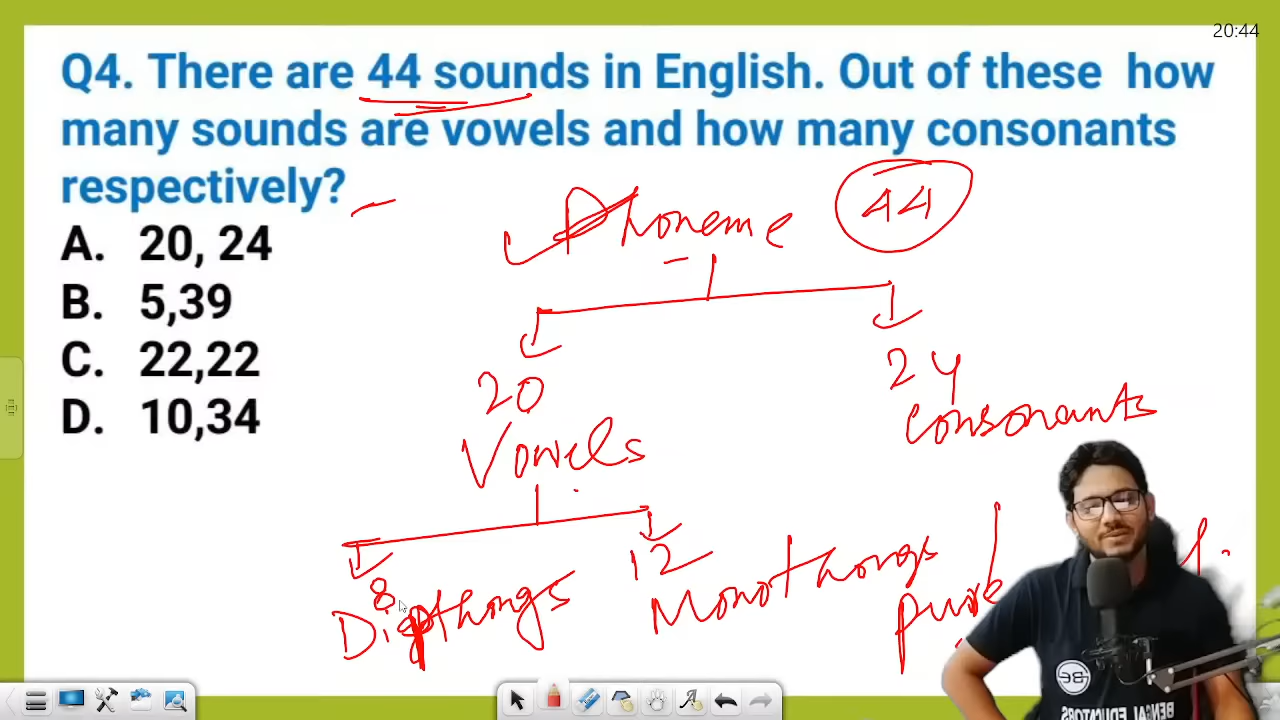 20:44
Q4. There are 44 sounds in English. Out of these how
many sounds are vowels and how many consonants
respectively?
A. 20, 24
B. 5,39
C. 22,22
D. 10,34
Phoneme 44
20
Vowels
24
Consonants
8
Dipthongs
12
Monothongs
BENGAL EDUCATORS